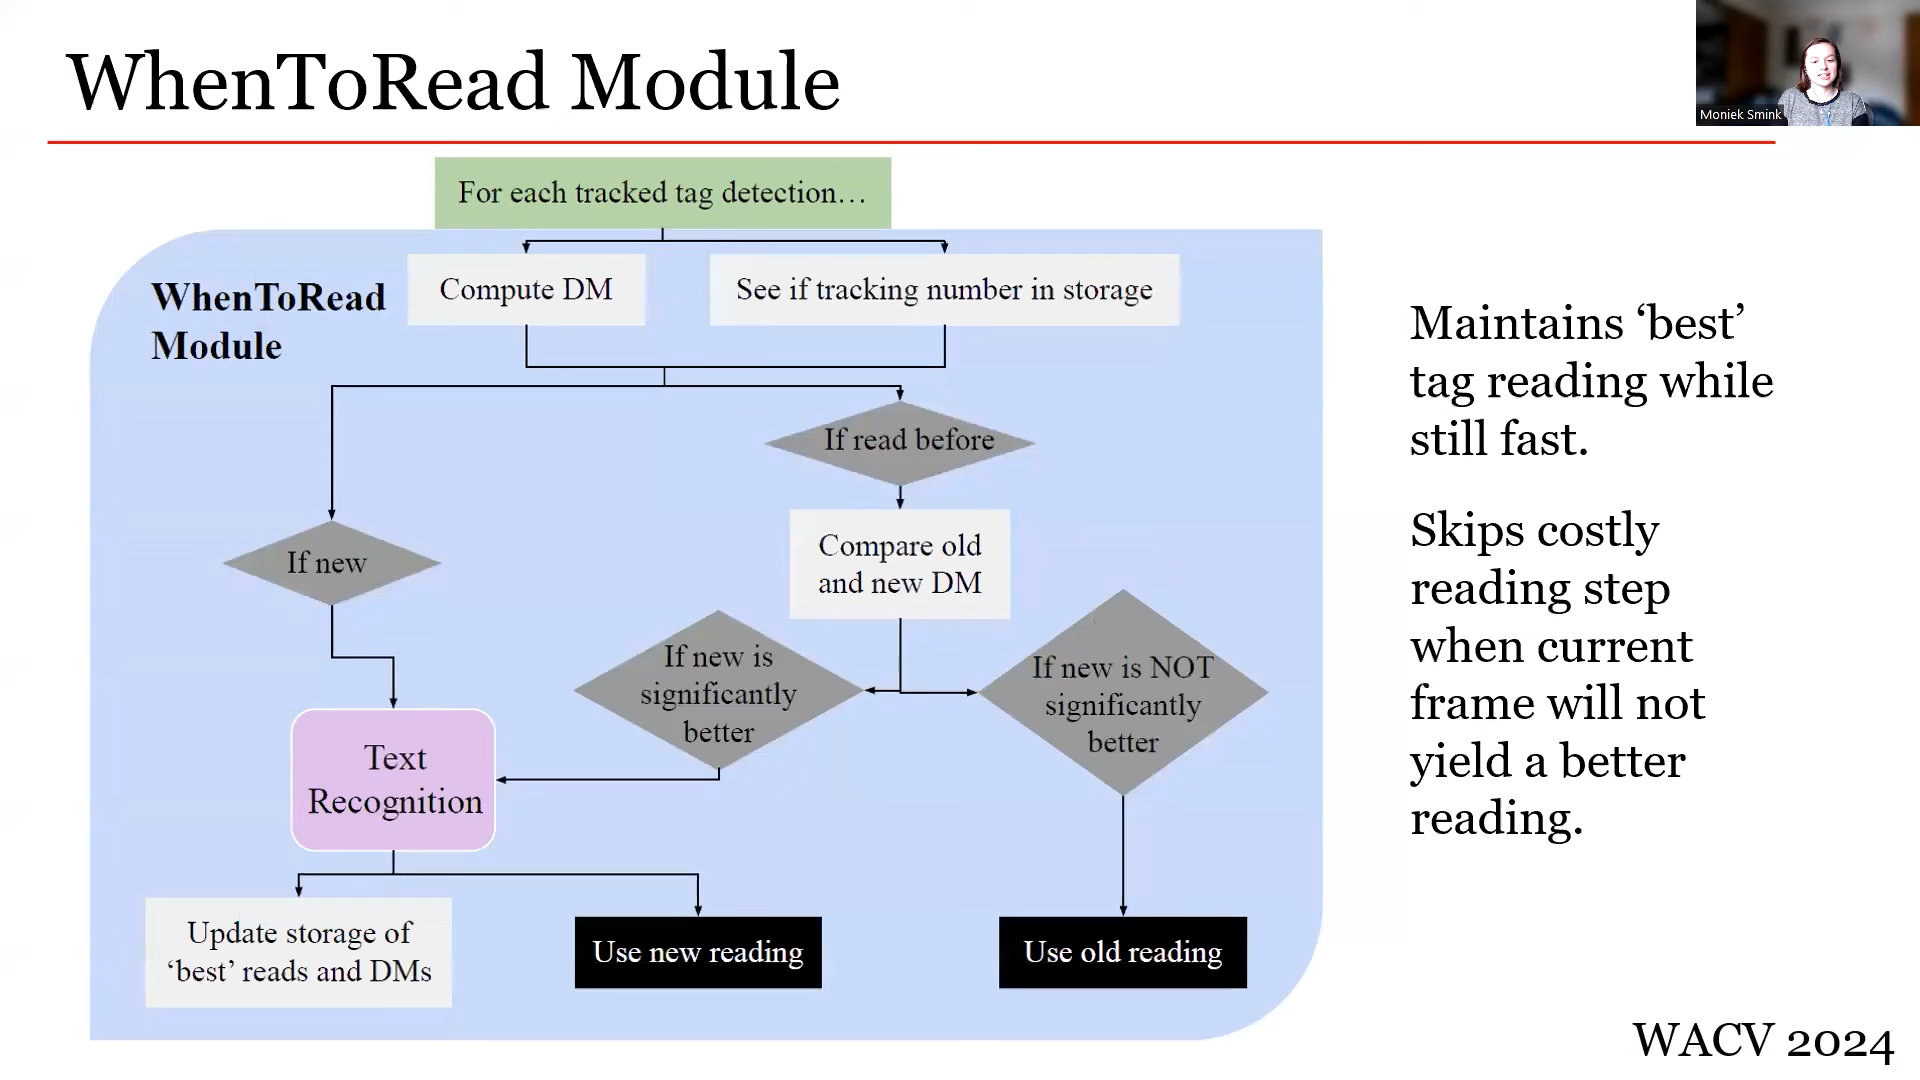 WhenToRead Module
Moniek Smink
For each tracked tag detection…
WhenToRead
Module
Compute DM
See if tracking number in storage
If read before
If new
Compare old
and new DM
If new is
significantly
better
If new is NOT
significantly
better
Text
Recognition
Update storage of
‘best’ reads and DMs
Use new reading
Use old reading
Maintains ‘best’
tag reading while
still fast.
Skips costly
reading step
when current
frame will not
yield a better
reading.
WACV 2024